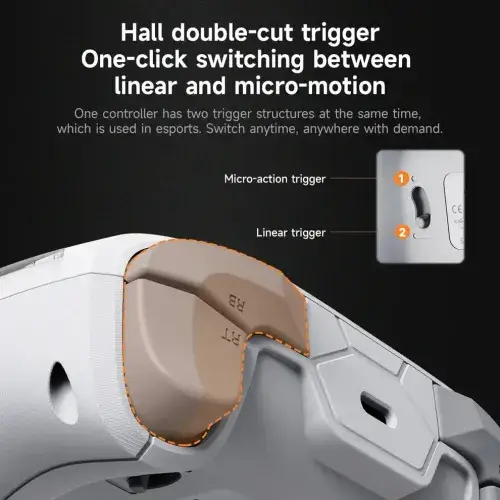 Hall double-cut trigger
One-click switching between
linear and micro-motion
One controller has two trigger structures at the same time,
which is used in esports. Switch anytime, anywhere with demand.
Micro-action trigger
1
CE
Linear trigger
2
RB
RT